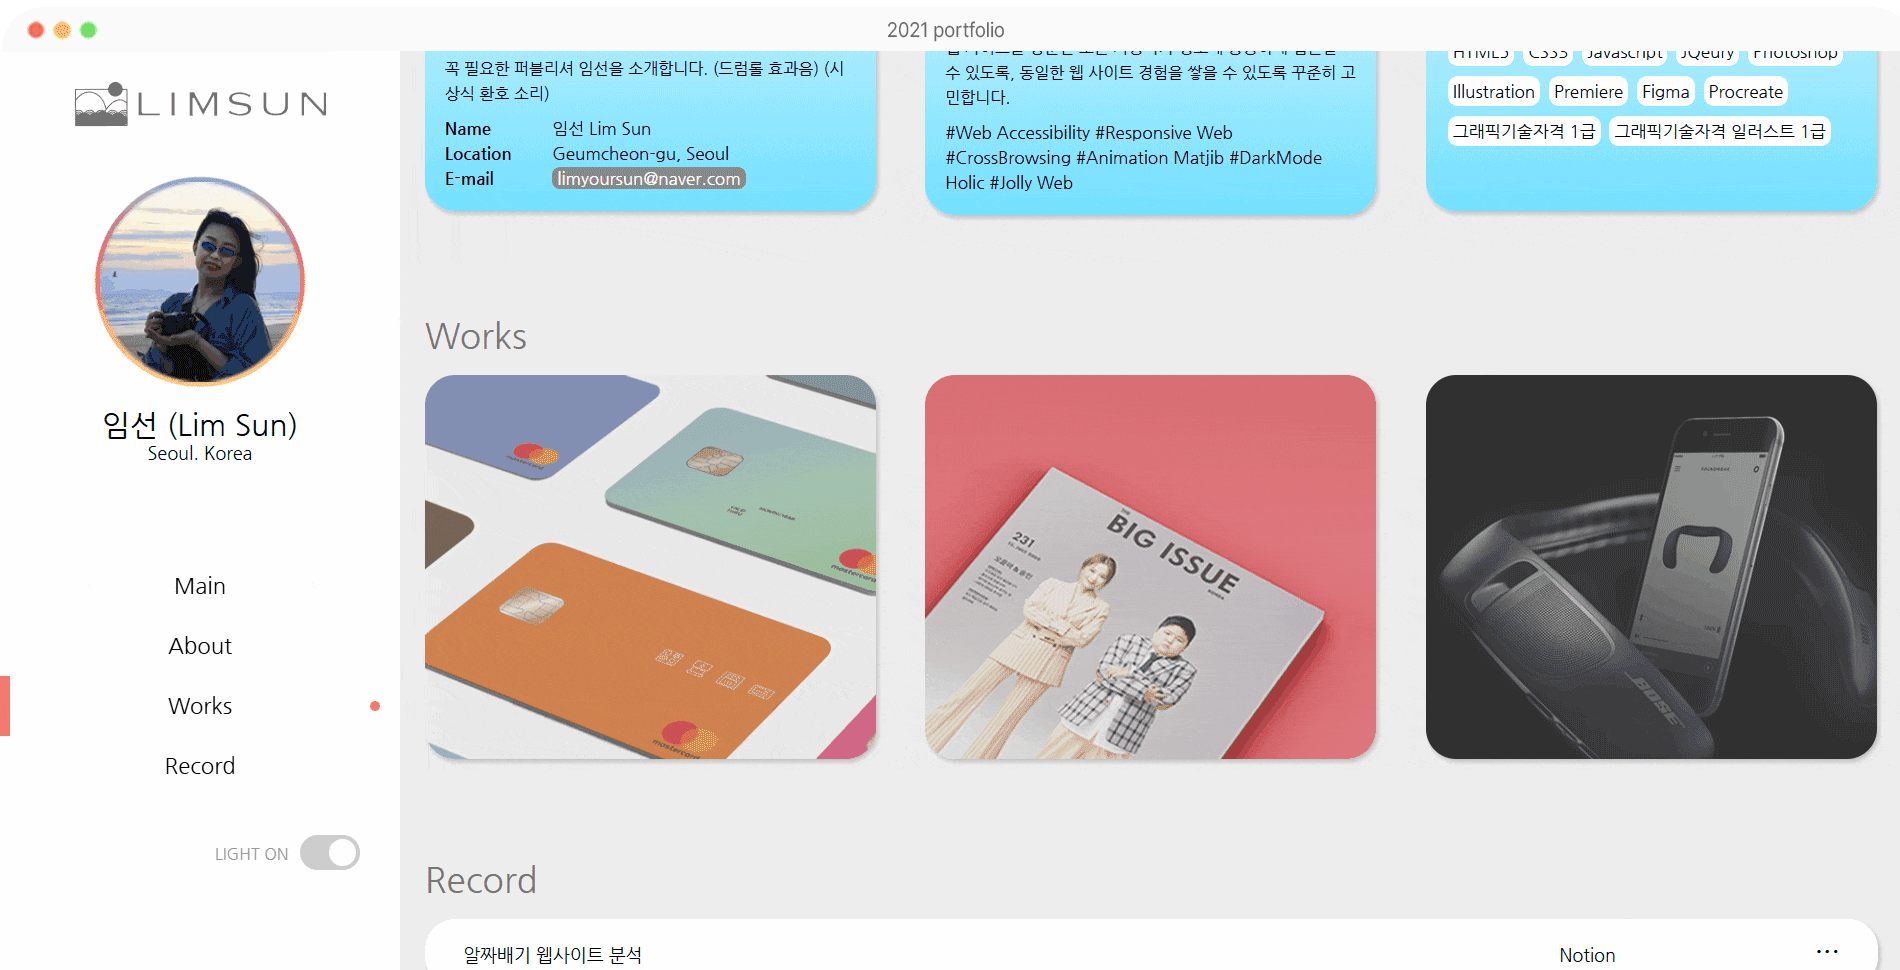 2021 portfolio
LIMSUN
임선 (Lim Sun)
Seoul. Korea
Main
About
Works
Record
LIGHT ON
꼭 필요한 퍼블리셔 임선을 소개합니다. (드럼롤 효과음) (시
상식 환호 소리)
Name 임선 Lim Sun
Location Geumcheon-gu, Seoul
E-mail limyoursun@naver.com
수 있도록, 동일한 웹 사이트 경험을 쌓을 수 있도록 꾸준히 고
민합니다.
#Web Accessibility #Responsive Web
#CrossBrowsing #Animation Matjib #DarkMode
Holic #Jolly Web
HTML5 CSS3 Javascript JQeury Photoshop
Illustration Premiere Figma Procreate
그래픽기술자격 1급 그래픽기술자격 일러스트 1급
Works
mastercard
mastercard
mastercard
THE
BIG ISSUE
KOREA
231
BOSE
Record
알짜배기 웹사이트 분석 Notion ...